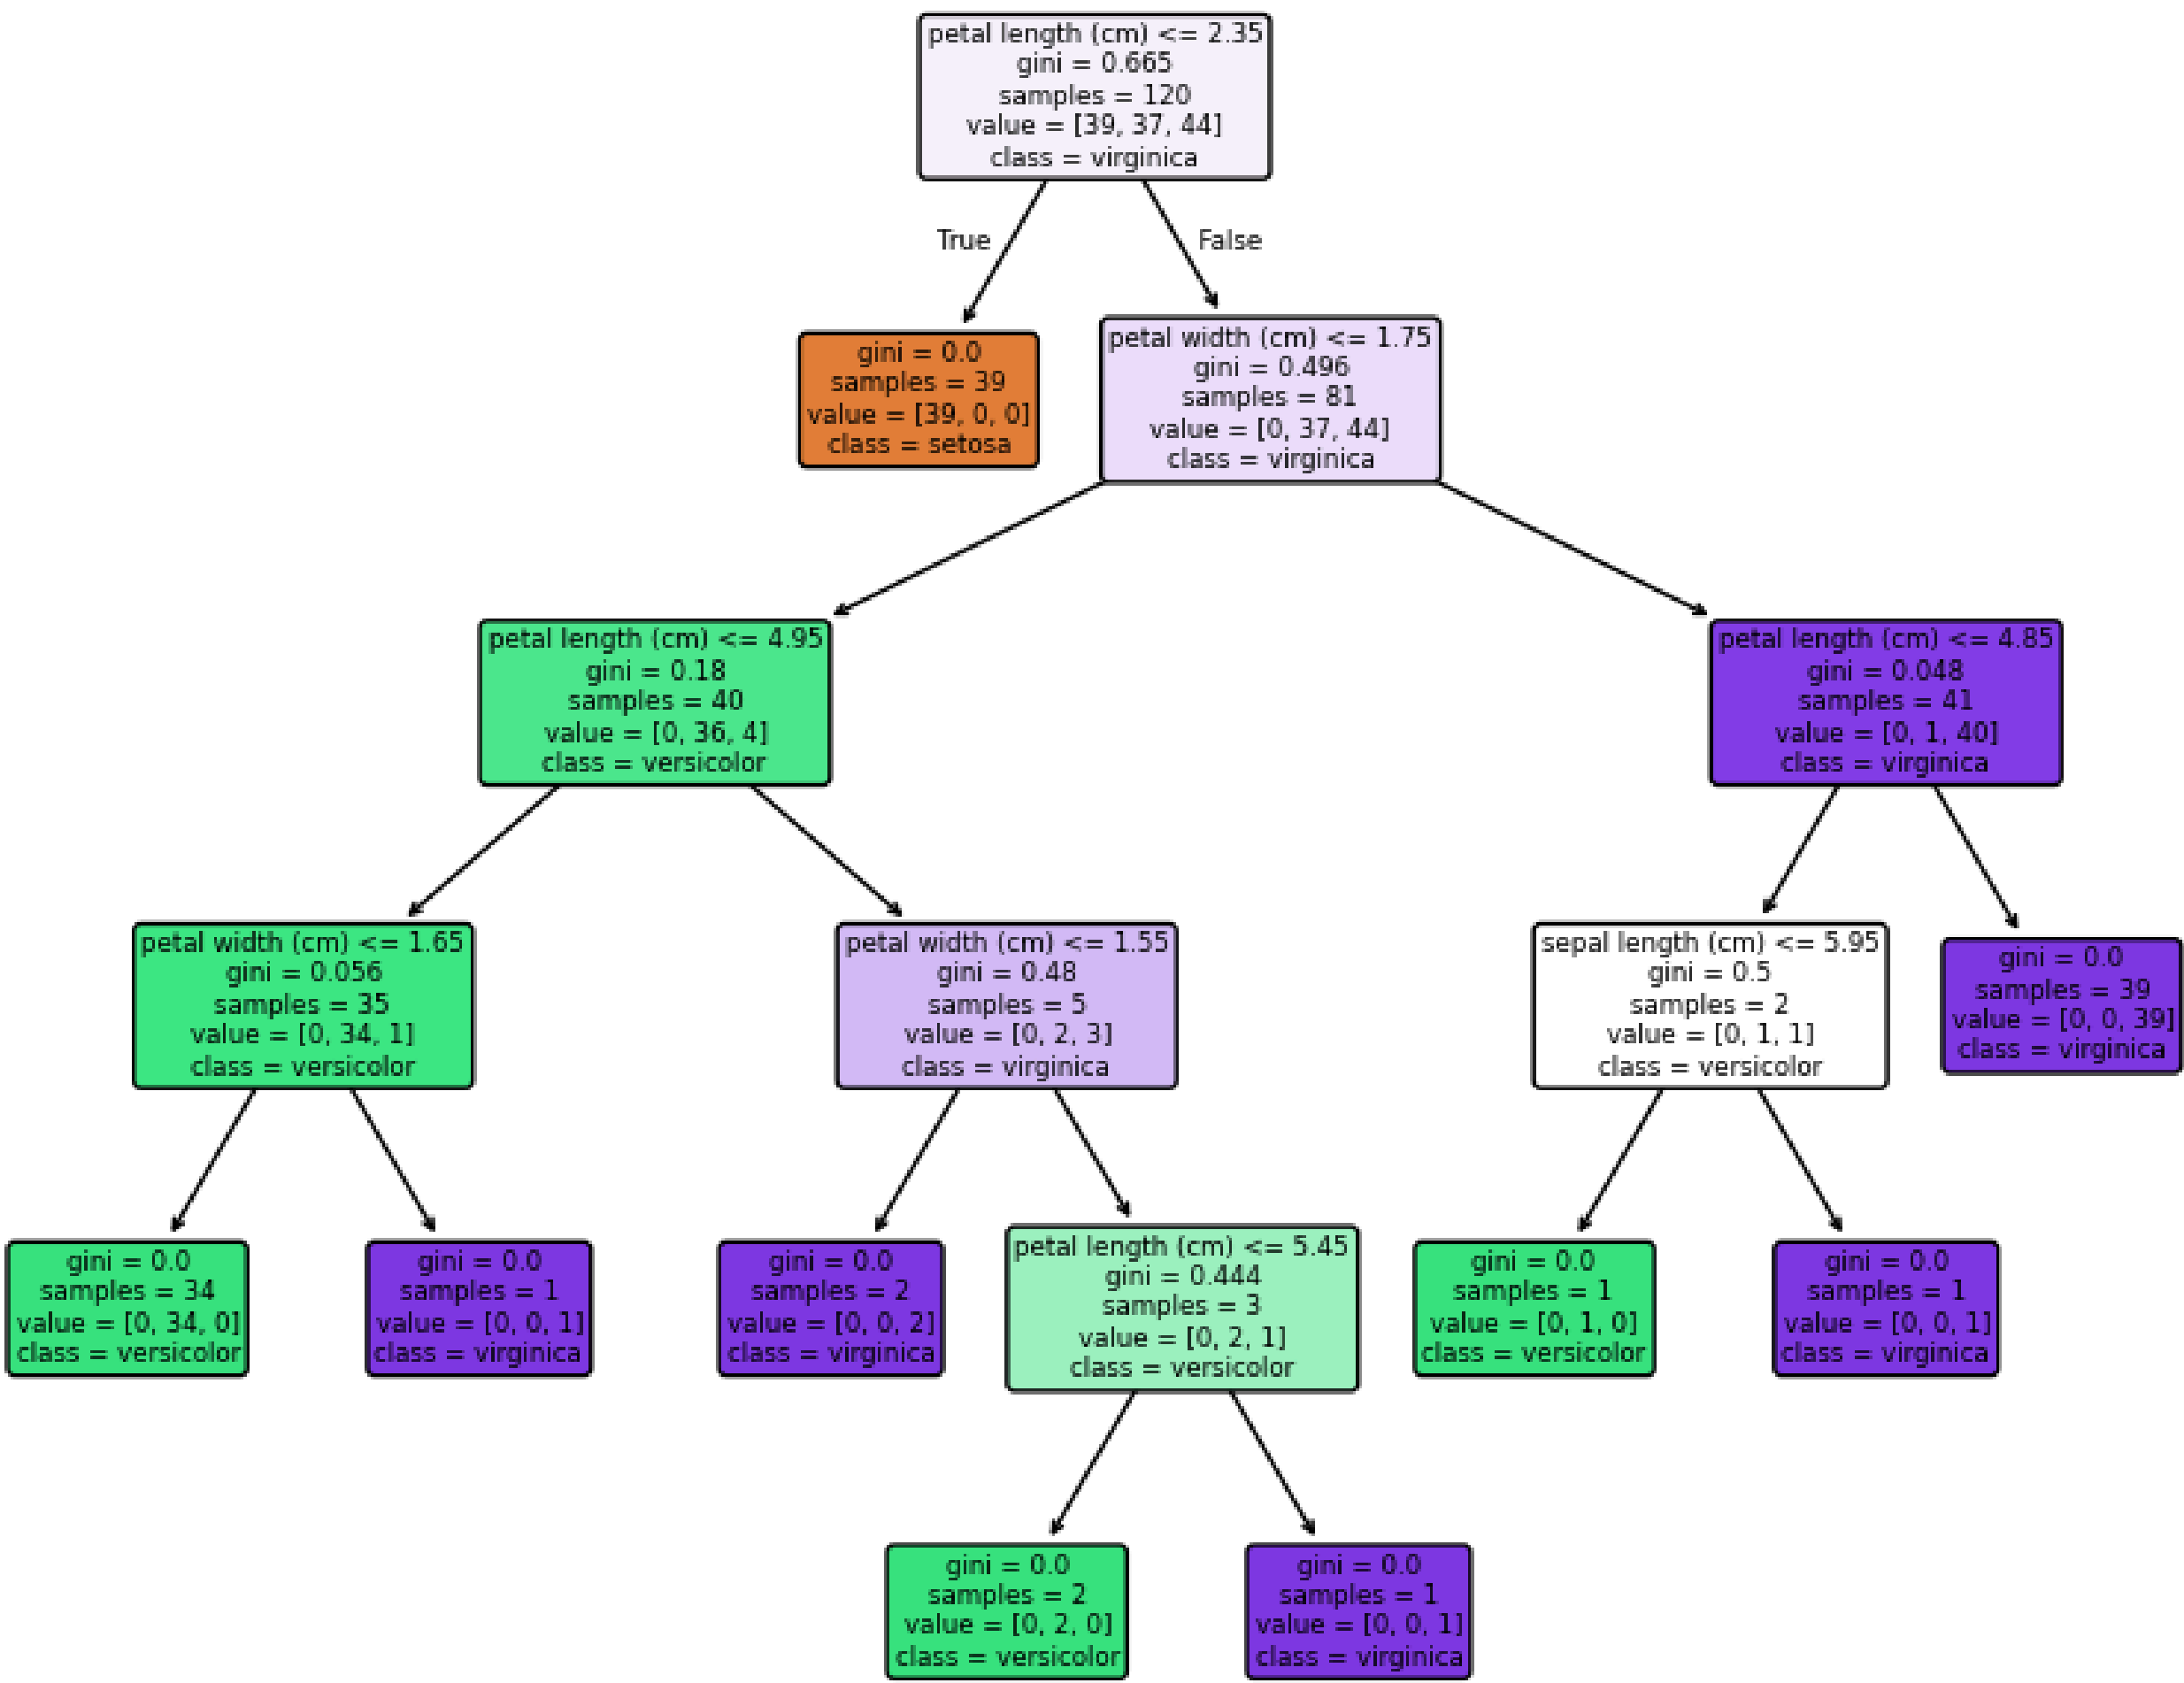 petal length (cm) <= 2.35
gini = 0.665
samples = 120
value = [39, 37, 44]
class = virginica
True
False
gini = 0.0
samples = 39
value = [39, 0, 0]
class = setosa
petal width (cm) <= 1.75
gini = 0.496
samples = 81
value = [0, 37, 44]
class = virginica
petal length (cm) <= 4.95
gini = 0.18
samples = 40
value = [0, 36, 4]
class = versicolor
petal length (cm) <= 4.85
gini = 0.048
samples = 41
value = [0, 1, 40]
class = virginica
petal width (cm) <= 1.65
gini = 0.056
samples = 35
value = [0, 34, 1]
class = versicolor
petal width (cm) <= 1.55
gini = 0.48
samples = 5
value = [0, 2, 3]
class = virginica
sepal length (cm) <= 5.95
gini = 0.5
samples = 2
value = [0, 1, 1]
class = versicolor
gini = 0.0
samples = 39
value = [0, 0, 39]
class = virginica
gini = 0.0
samples = 34
value = [0, 34, 0]
class = versicolor
gini = 0.0
samples = 1
value = [0, 0, 1]
class = virginica
gini = 0.0
samples = 2
value = [0, 0, 2]
class = virginica
petal length (cm) <= 5.45
gini = 0.444
samples = 3
value = [0, 2, 1]
class = versicolor
gini = 0.0
samples = 1
value = [0, 1, 0]
class = versicolor
gini = 0.0
samples = 1
value = [0, 0, 1]
class = virginica
gini = 0.0
samples = 2
value = [0, 2, 0]
class = versicolor
gini = 0.0
samples = 1
value = [0, 0, 1]
class = virginica